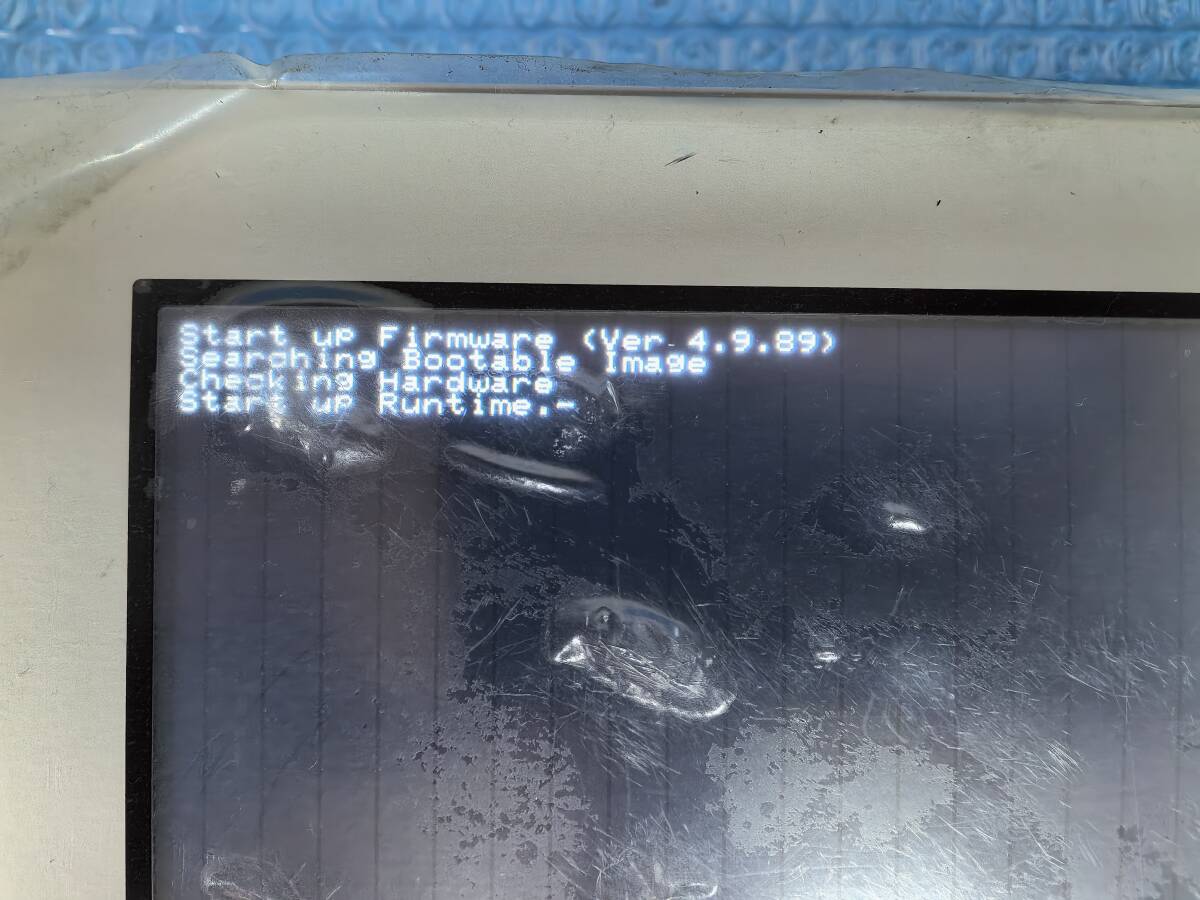 Start up Firmware (Ver 4.9.89)
Searching Bootable Image
Checking Hardware
Start up Runtime.-